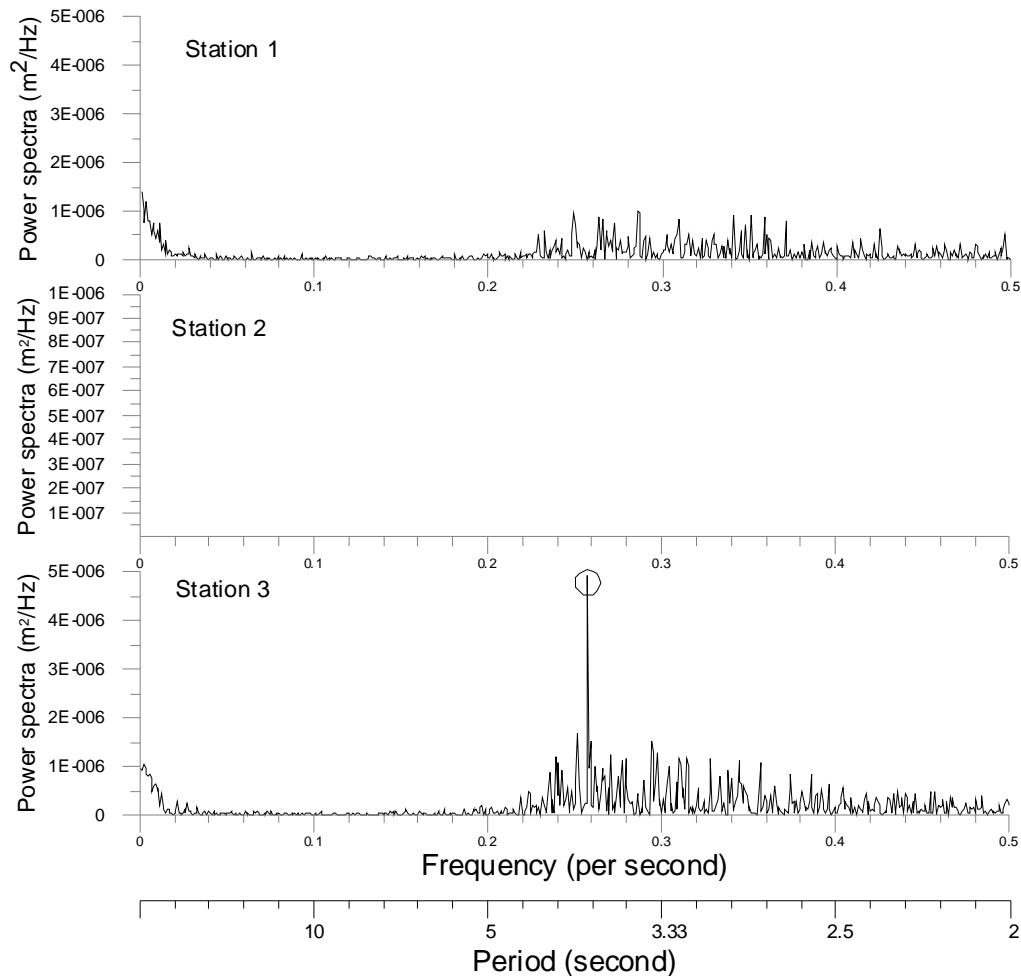 5E-006
4E-006
3E-006
2E-006
1E-006
0
Power spectra (m²/Hz)
Station 1
0 0.1 0.2 0.3 0.4 0.5
1E-006
9E-007
8E-007
7E-007
6E-007
5E-007
4E-007
3E-007
2E-007
1E-007
Power spectra (m²/Hz)
Station 2
0 0.1 0.2 0.3 0.4 0.5
5E-006
4E-006
3E-006
2E-006
1E-006
0
Power spectra (m²/Hz)
Station 3
0 0.1 0.2 0.3 0.4 0.5
Frequency (per second)
10 5 3.33 2.5 2
Period (second)